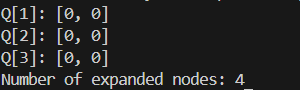 Q[1]: [0, 0]
Q[2]: [0, 0]
Q[3]: [0, 0]
Number of expanded nodes: 4